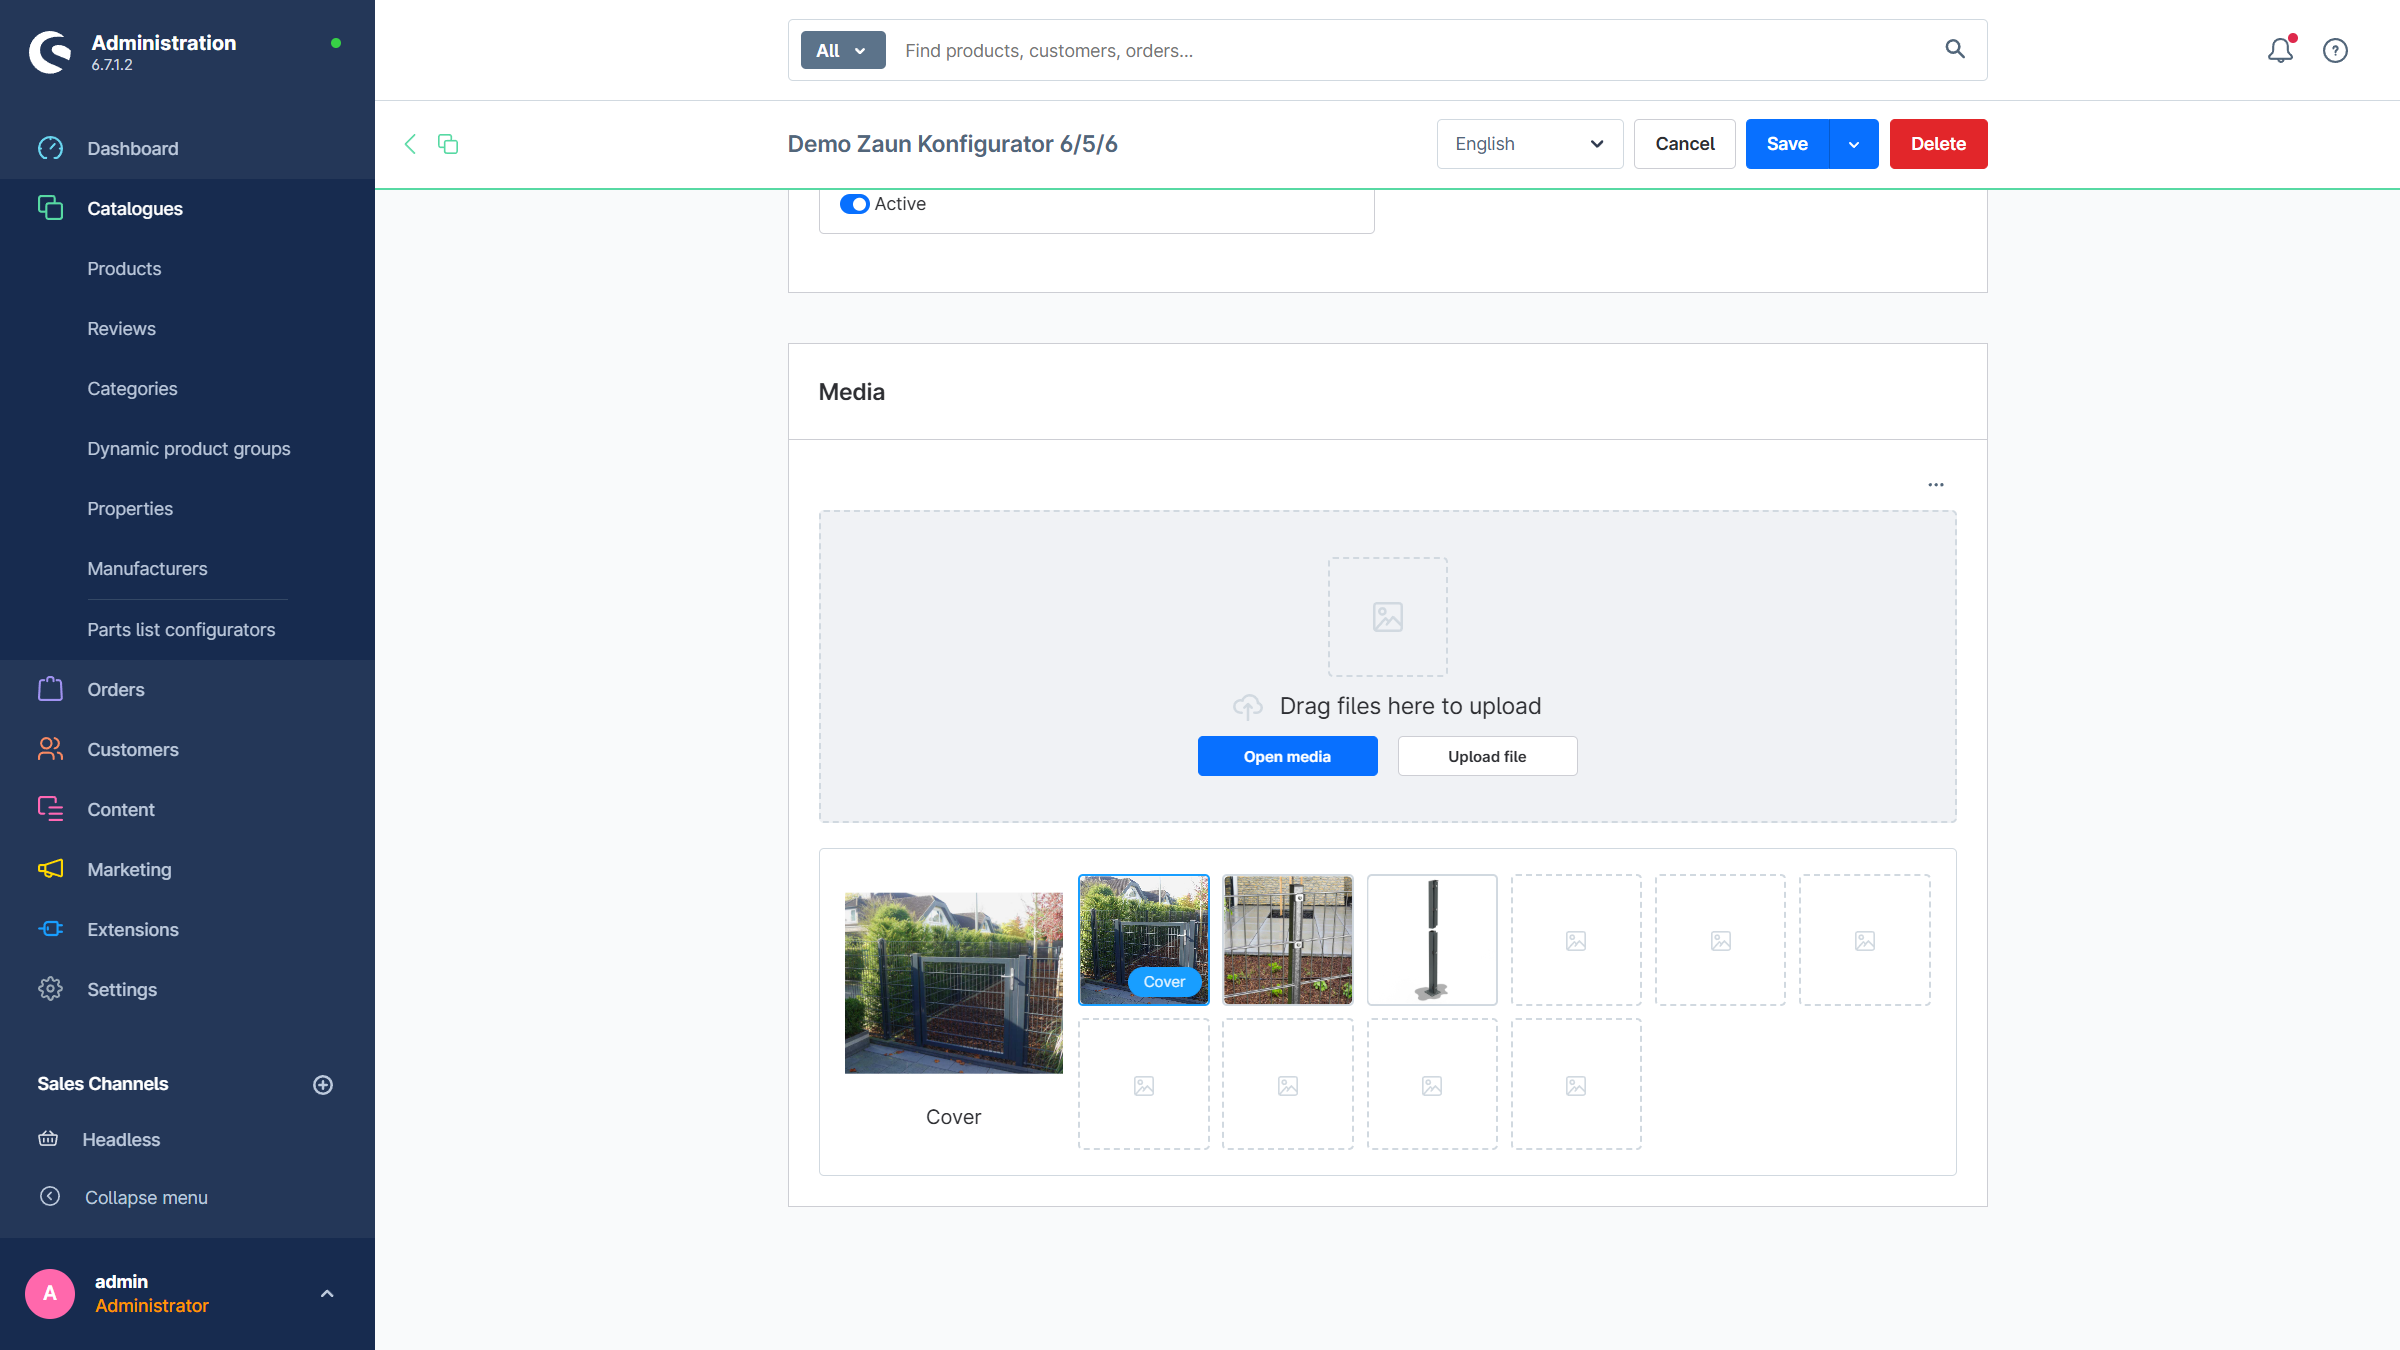 Administration
6.7.1.2
All
Find products, customers, orders...
Dashboard
Catalogues
Products
Reviews
Categories
Dynamic product groups
Properties
Manufacturers
Parts list configurators
Orders
Customers
Content
Marketing
Extensions
Settings
Sales Channels
Headless
Collapse menu
A
admin
Administrator
Demo Zaun Konfigurator 6/5/6
English
Cancel
Save
Delete
Active
Media
Drag files here to upload
Open media
Upload file
Cover
Cover